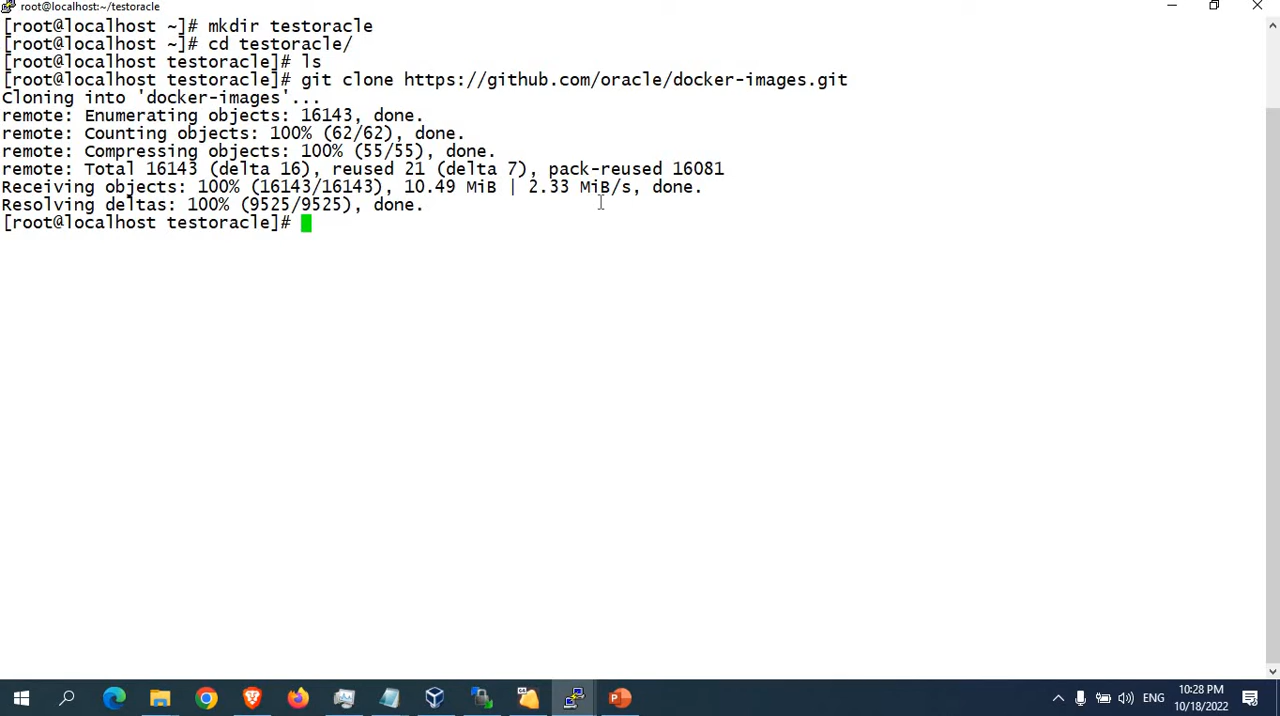 root@localhost:~/testoracle
[root@localhost ~]# mkdir testoracle
[root@localhost ~]# cd testoracle/
[root@localhost testoracle]# ls
[root@localhost testoracle]# git clone https://github.com/oracle/docker-images.git
Cloning into 'docker-images'...
remote: Enumerating objects: 16143, done.
remote: Counting objects: 100% (62/62), done.
remote: Compressing objects: 100% (55/55), done.
remote: Total 16143 (delta 16), reused 21 (delta 7), pack-reused 16081
Receiving objects: 100% (16143/16143), 10.49 MiB | 2.33 MiB/s, done.
Resolving deltas: 100% (9525/9525), done.
[root@localhost testoracle]#
ENG
10:28 PM
10/18/2022